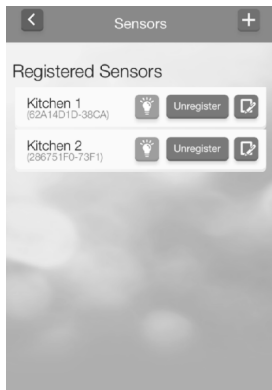 Sensors
Registered Sensors
Kitchen 1
Unregister
(62A14D1D-38CA)
Kitchen 2
Unregister
(286751F0-73F1)